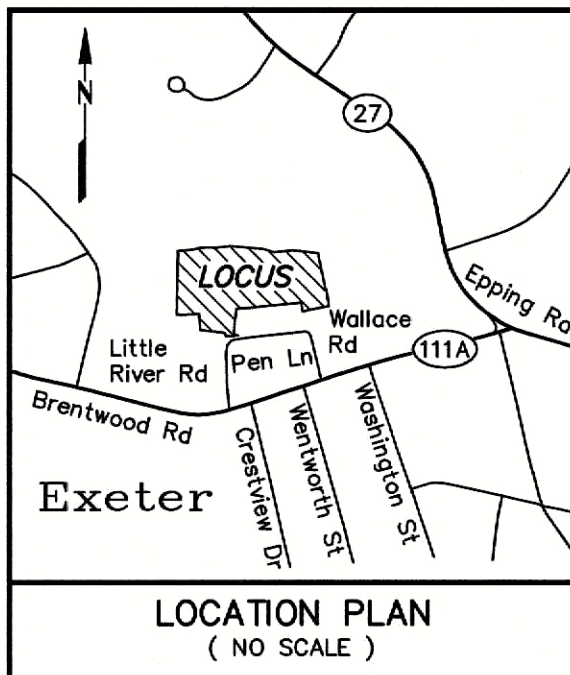 N
27
LOCUS
Epping Rd
Wallace
Rd
111A
Little
River Rd
Pen Ln
Brentwood Rd
Crestview Dr
Wentworth St
Washington St
Exeter
LOCATION PLAN
( NO SCALE )